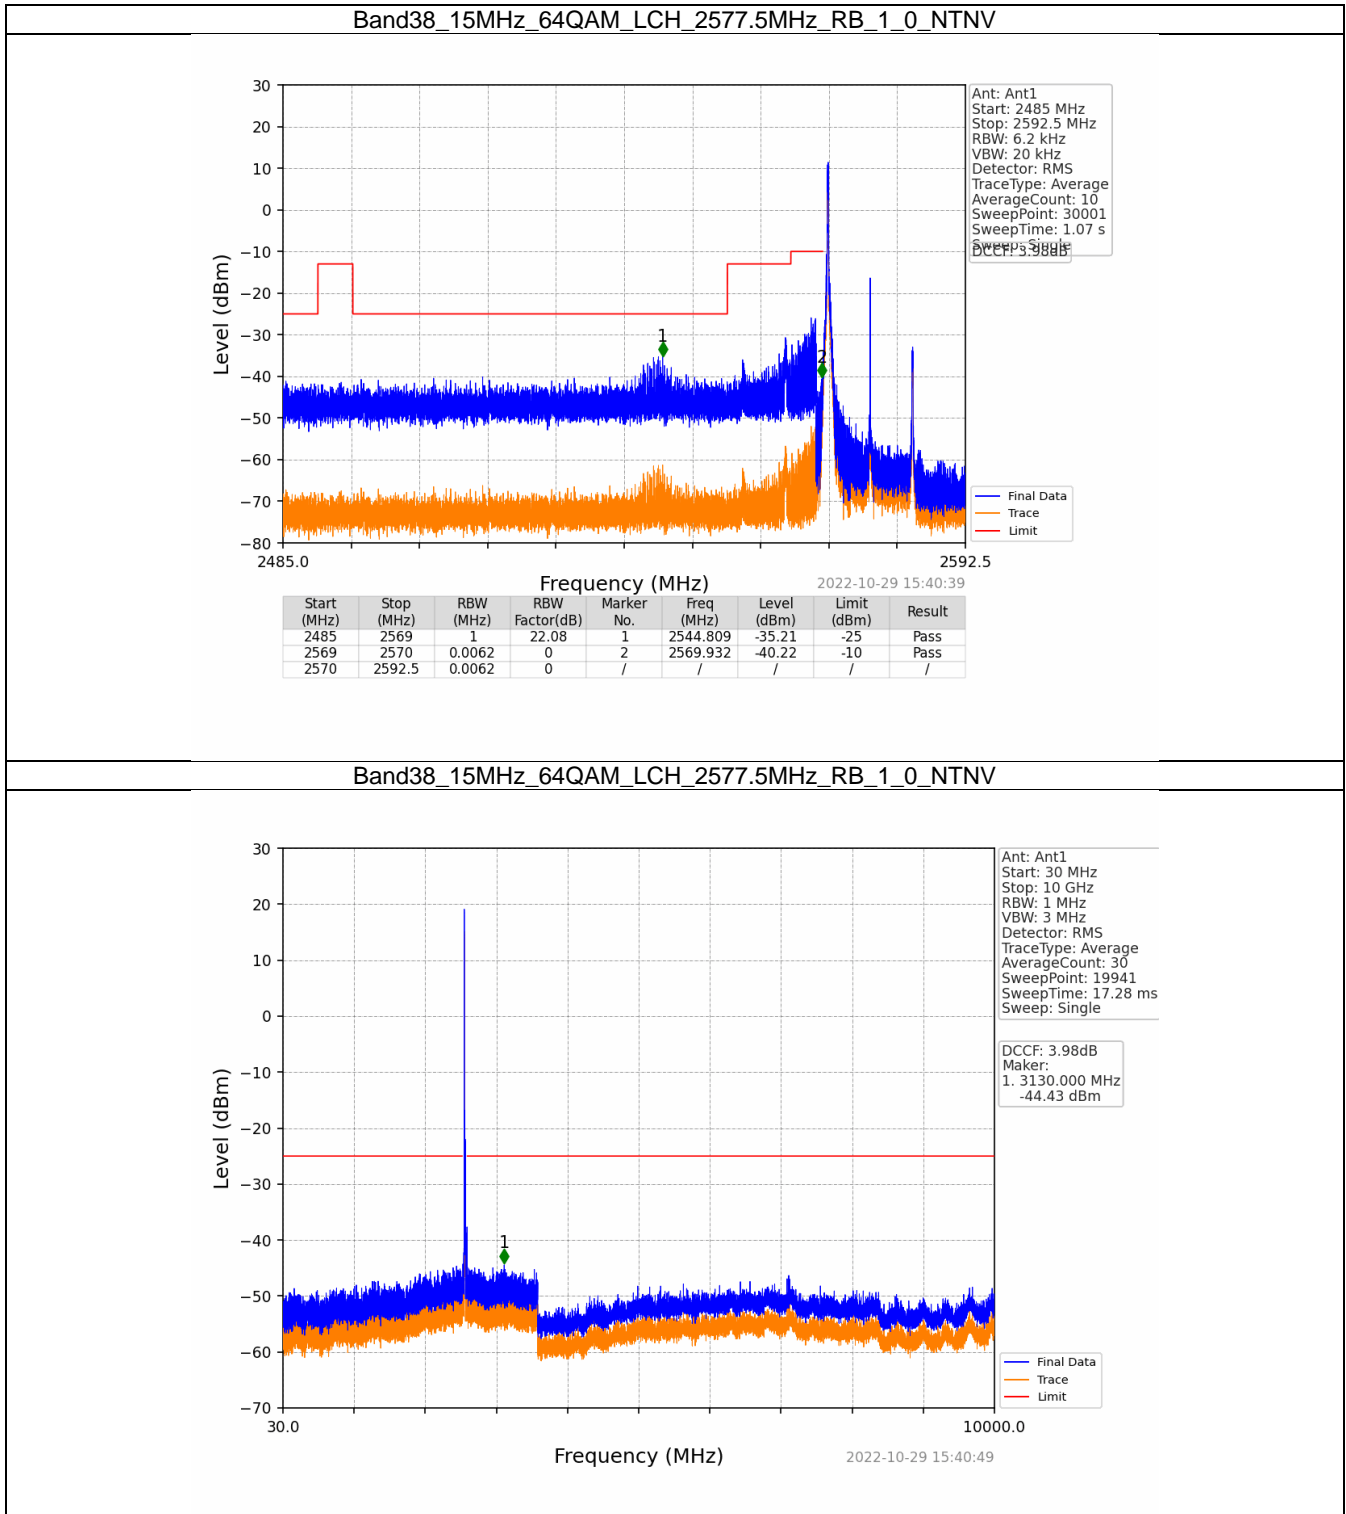 Band38_15MHz_64QAM_LCH_2577.5MHz_RB_1_0_NTNV
30
20
10
0
−10
−20
−30
−40
−50
−60
−70
−80
Level (dBm)
1
2
Ant: Ant1
Start: 2485 MHz
Stop: 2592.5 MHz
RBW: 6.2 kHz
VBW: 20 kHz
Detector: RMS
TraceType: Average
AverageCount: 10
SweepPoint: 30001
SweepTime: 1.07 s
Sweep: Single
DCCF: 3.98dB
Final Data
Trace
Limit
2485.0 2592.5
Frequency (MHz)
2022-10-29 15:40:39
Start Stop RBW RBW Marker Freq Level Limit Result
(MHz) (MHz) (MHz) Factor(dB) No. (MHz) (dBm) (dBm)
2485 2569 1 22.08 1 2544.809 -35.21 -25 Pass
2569 2570 0.0062 0 2 2569.932 -40.22 -10 Pass
2570 2592.5 0.0062 0 / / / / /
Band38_15MHz_64QAM_LCH_2577.5MHz_RB_1_0_NTNV
30
20
10
0
−10
−20
−30
−40
−50
−60
−70
Level (dBm)
1
Ant: Ant1
Start: 30 MHz
Stop: 10 GHz
RBW: 1 MHz
VBW: 3 MHz
Detector: RMS
TraceType: Average
AverageCount: 30
SweepPoint: 19941
SweepTime: 17.28 ms
Sweep: Single
DCCF: 3.98dB
Maker:
1. 3130.000 MHz
-44.43 dBm
Final Data
Trace
Limit
30.0 10000.0
Frequency (MHz)
2022-10-29 15:40:49